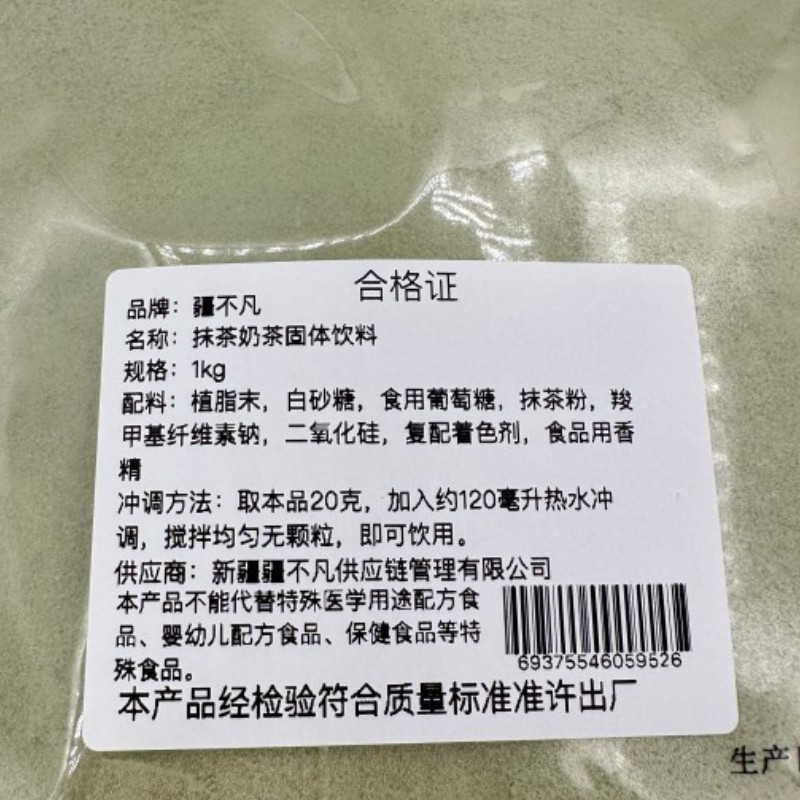 合格证
品牌：疆不凡
名称：抹茶奶茶固体饮料
规格：1kg
配料：植脂末，白砂糖，食用葡萄糖，抹茶粉，羧
甲基纤维素钠，二氧化硅，复配着色剂，食品用香
精
冲调方法：取本品20克，加入约120毫升热水冲
调，搅拌均匀无颗粒，即可饮用。
供应商：新疆疆不凡供应链管理有限公司
本产品不能代替特殊医学用途配方食
品、婴幼儿配方食品、保健食品等特
殊食品。
69375546059526
本产品经检验符合质量标准准许出厂
生产